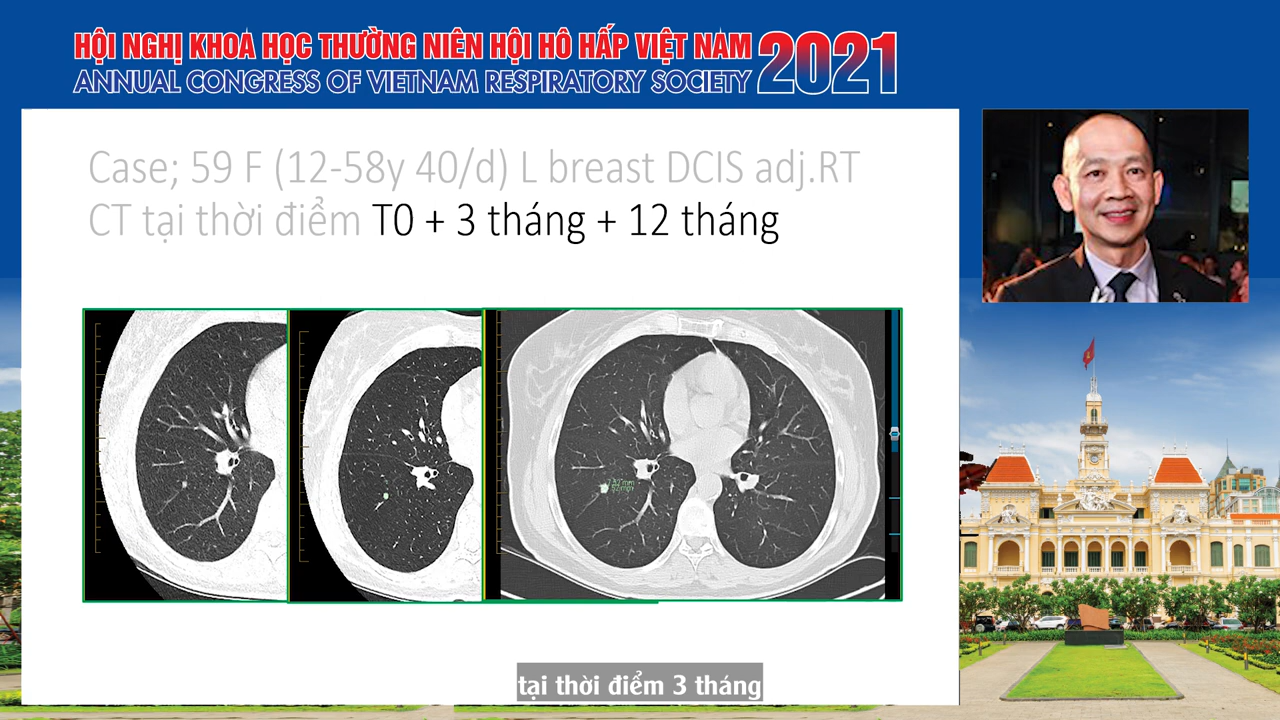 HỘI NGHỊ KHOA HỌC THƯỜNG NIÊN HỘI HÔ HẤP VIỆT NAM 2021
ANNUAL CONGRESS OF VIETNAM RESPIRATORY SOCIETY
Case; 59 F (12-58y 40/d) L breast DCIS adj.RT
CT tại thời điểm T0 + 3 tháng + 12 tháng
tại thời điểm 3 tháng